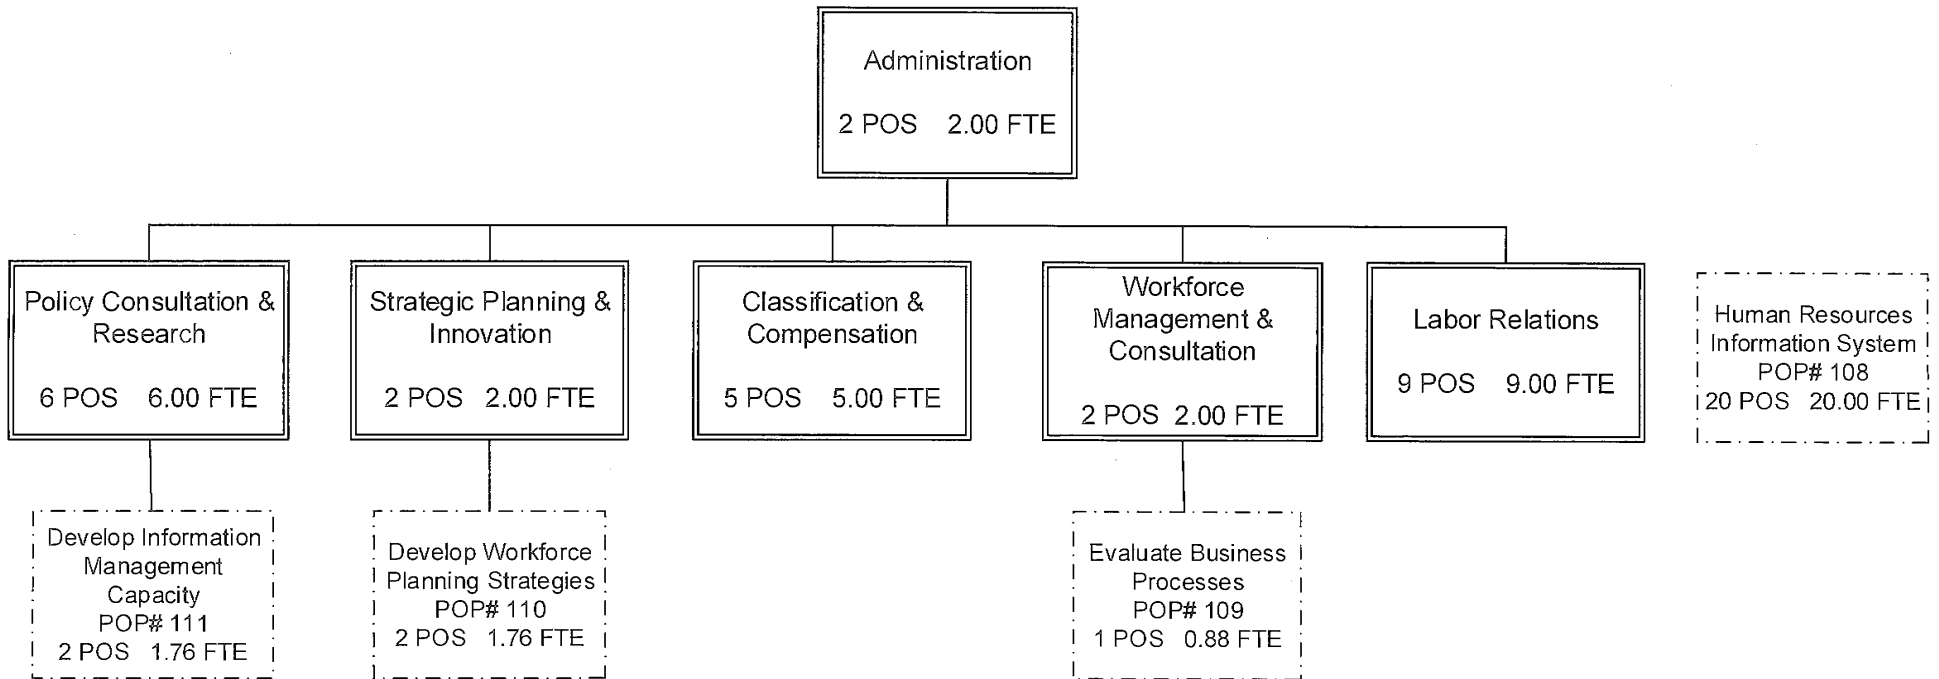 Administration
2 POS 2.00 FTE
Policy Consultation &
Research
6 POS 6.00 FTE
Strategic Planning &
Innovation
2 POS 2.00 FTE
Classification &
Compensation
5 POS 5.00 FTE
Workforce
Management &
Consultation
2 POS 2.00 FTE
Labor Relations
9 POS 9.00 FTE
Human Resources
Information System
POP# 108
20 POS 20.00 FTE
Develop Information
Management
Capacity
POP# 111
2 POS 1.76 FTE
Develop Workforce
Planning Strategies
POP# 110
2 POS 1.76 FTE
Evaluate Business
Processes
POP# 109
1 POS 0.88 FTE